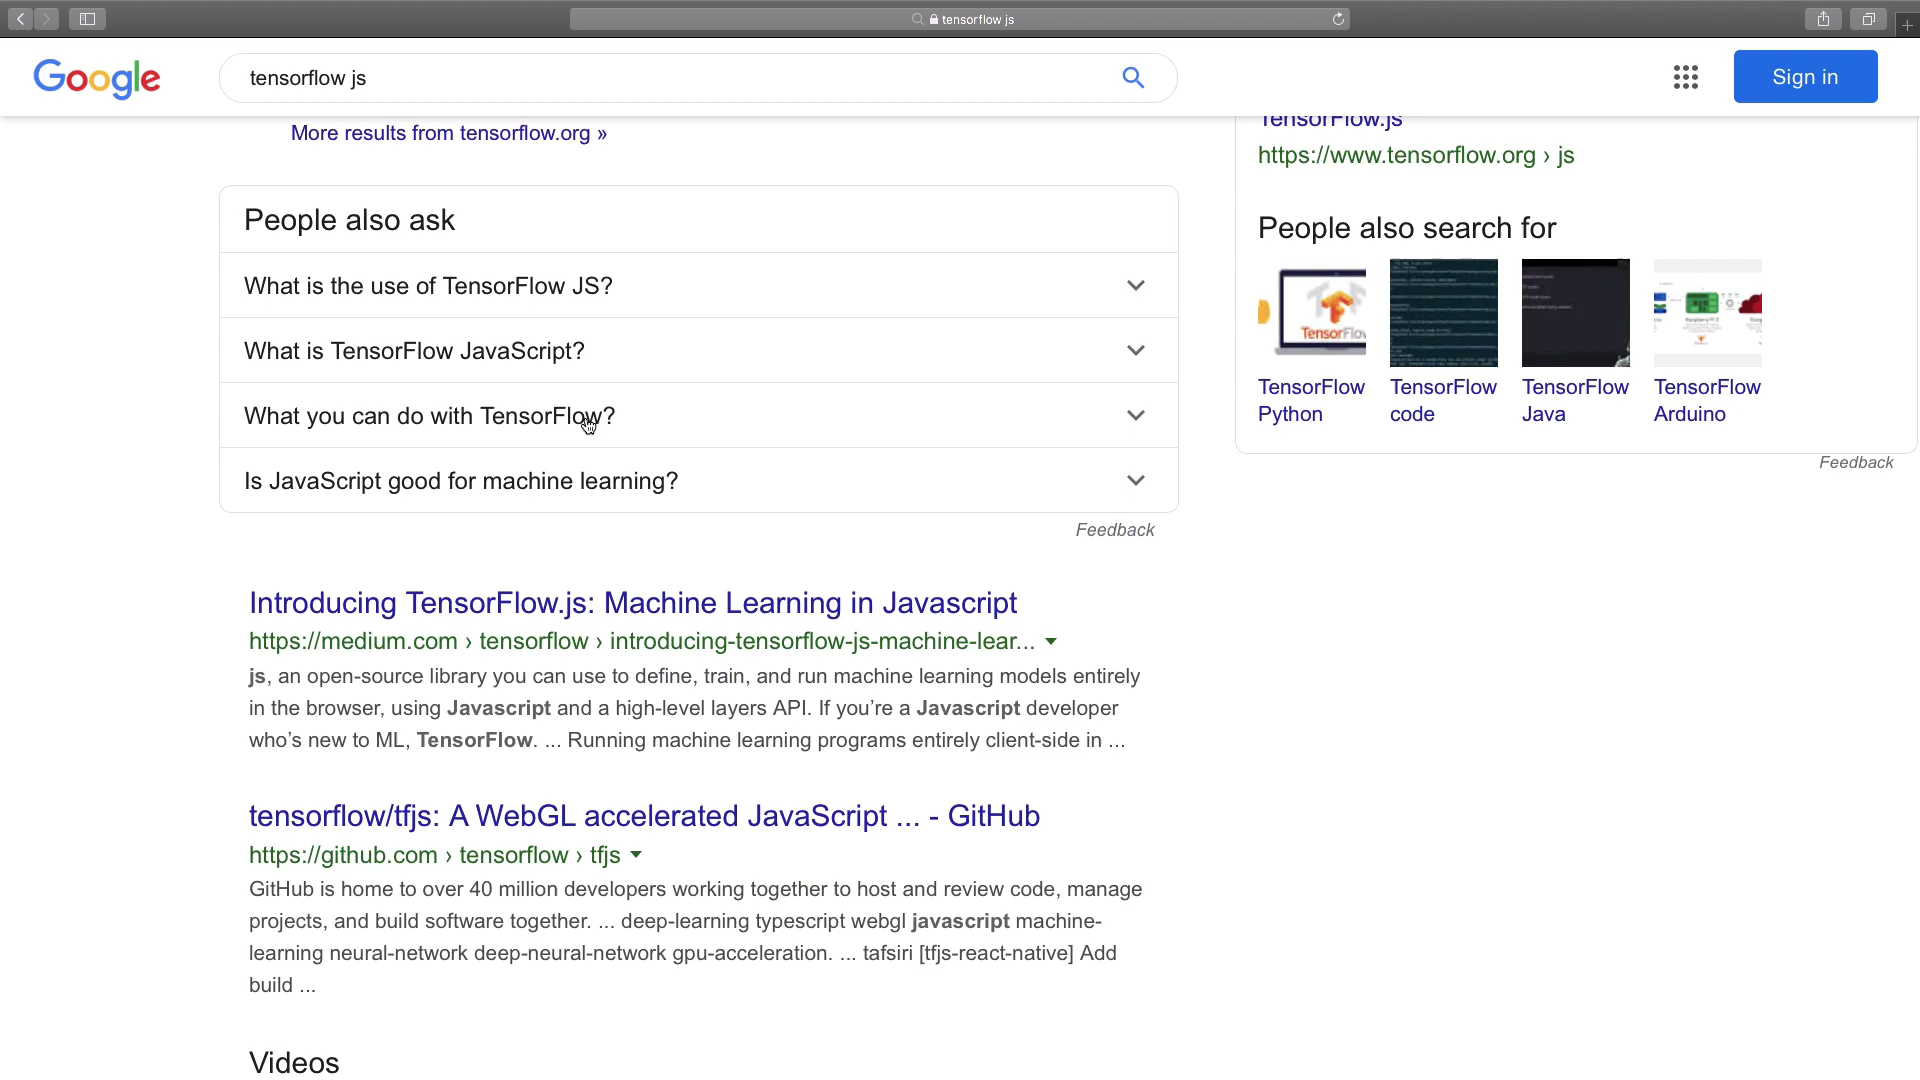 tensorflow js
Google
tensorflow js
Sign in
More results from tensorflow.org »
People also ask
What is the use of TensorFlow JS?
What is TensorFlow JavaScript?
What you can do with TensorFlow?
Is JavaScript good for machine learning?
Feedback
Introducing TensorFlow.js: Machine Learning in Javascript
https://medium.com › tensorflow › introducing-tensorflow-js-machine-lear...
js, an open-source library you can use to define, train, and run machine learning models entirely
in the browser, using Javascript and a high-level layers API. If you’re a Javascript developer
who’s new to ML, TensorFlow. ... Running machine learning programs entirely client-side in ...
tensorflow/tfjs: A WebGL accelerated JavaScript ... - GitHub
https://github.com › tensorflow › tfjs
GitHub is home to over 40 million developers working together to host and review code, manage
projects, and build software together. ... deep-learning typescript webgl javascript machine-
learning neural-network deep-neural-network gpu-acceleration. ... tafsiri [tfjs-react-native] Add
build ...
Videos
TensorFlow.js
https://www.tensorflow.org › js
People also search for
TensorFlow
Python
TensorFlow
code
TensorFlow
Java
TensorFlow
Arduino
Feedback